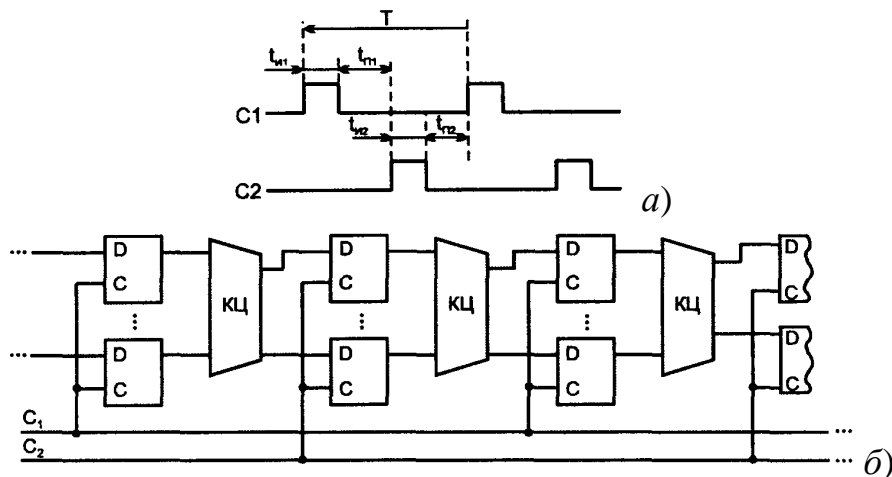 T
tИ1 tП1
C1
tИ2 tП2
C2
а)
... D D D D
C КЦ C КЦ C КЦ C
... ... ...
... D D D D
C C C C
C1 ...
C2 ...
б)